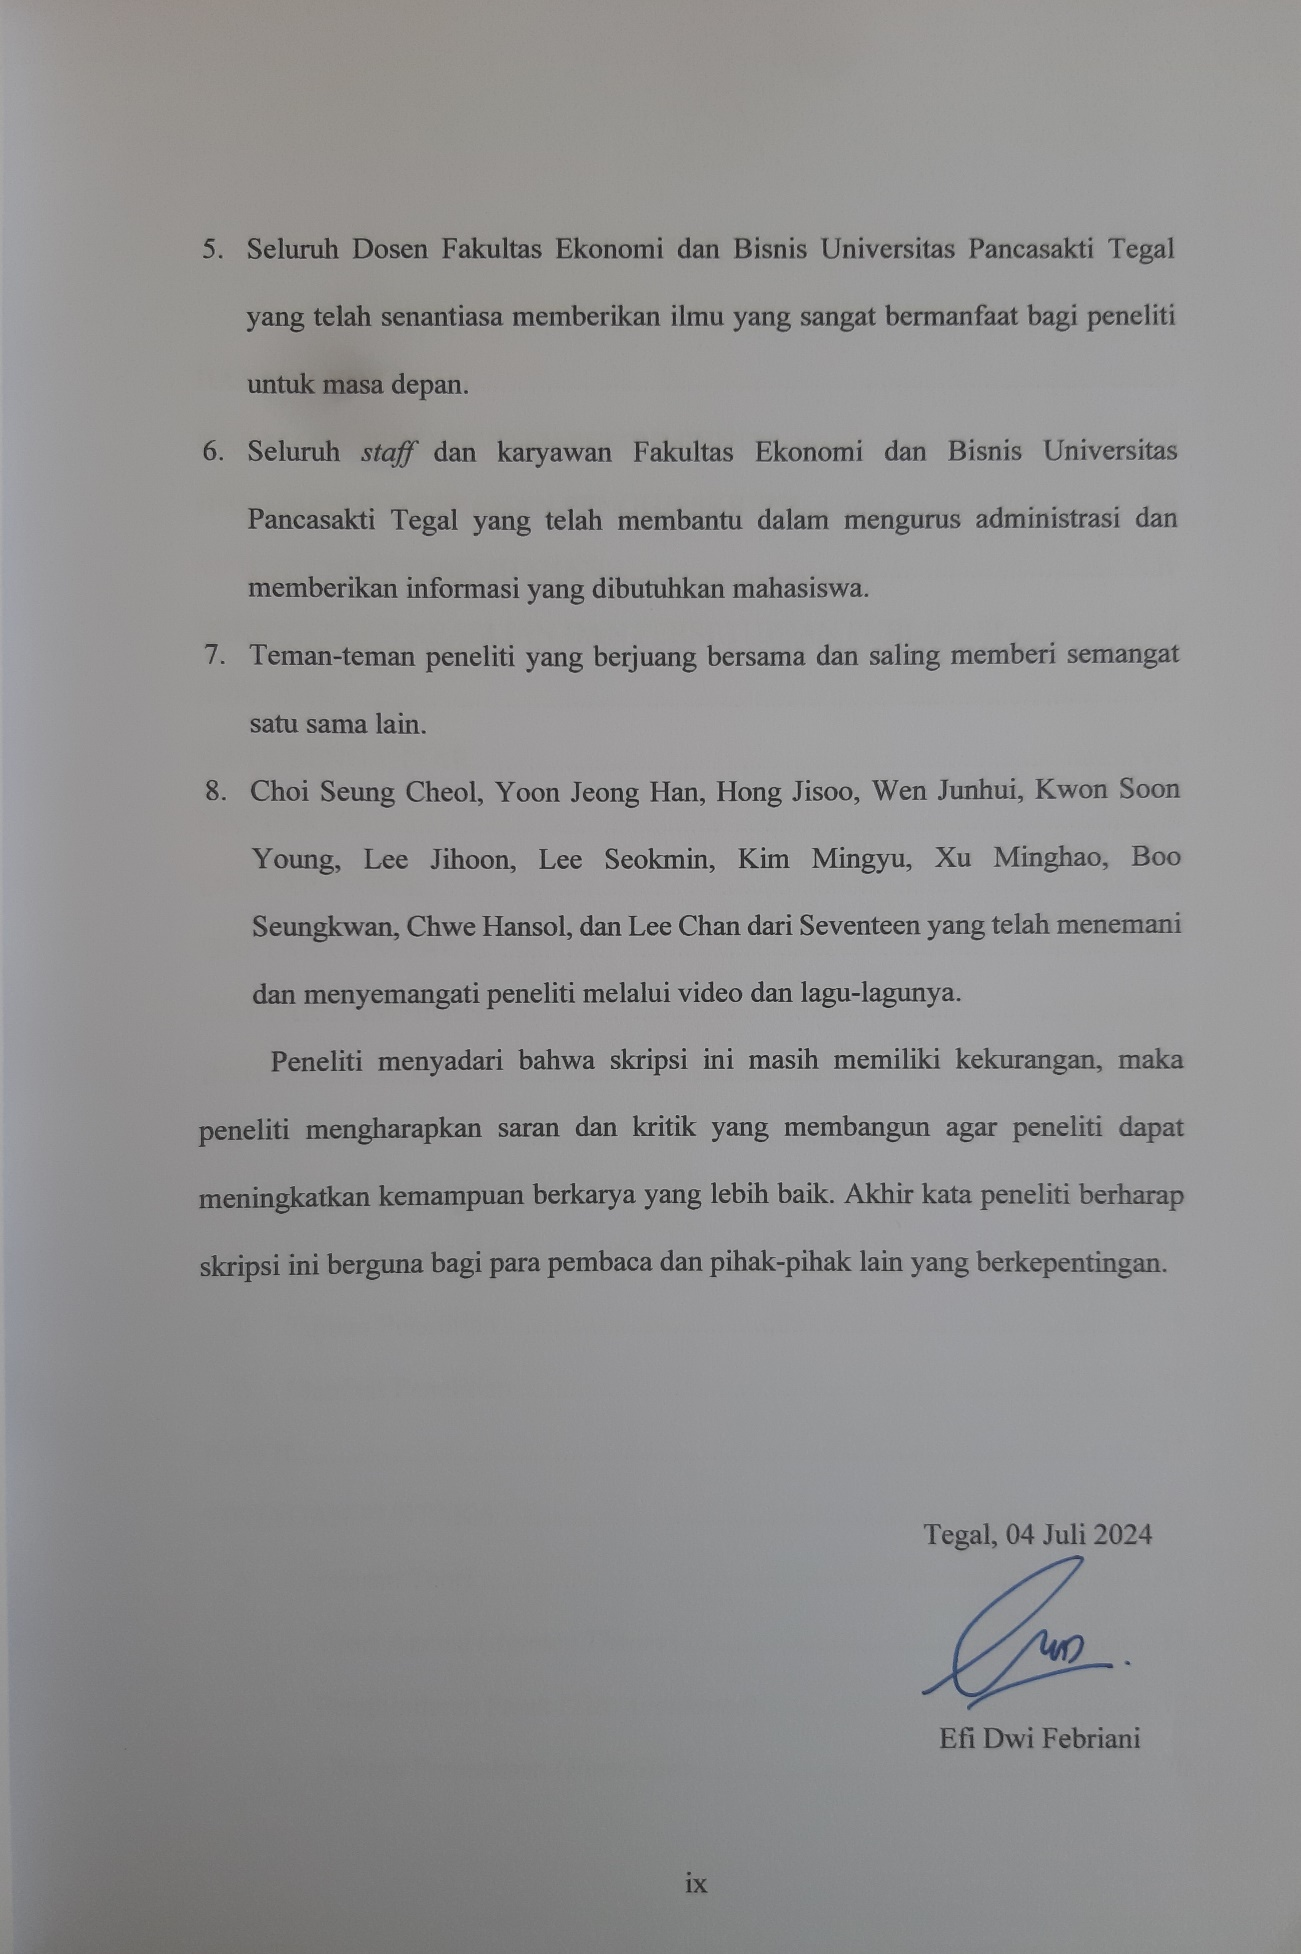 5. Seluruh Dosen Fakultas Ekonomi dan Bisnis Universitas Pancasakti Tegal
yang telah senantiasa memberikan ilmu yang sangat bermanfaat bagi peneliti
untuk masa depan.
6. Seluruh staff dan karyawan Fakultas Ekonomi dan Bisnis Universitas
Pancasakti Tegal yang telah membantu dalam mengurus administrasi dan
memberikan informasi yang dibutuhkan mahasiswa.
7. Teman-teman peneliti yang berjuang bersama dan saling memberi semangat
satu sama lain.
8. Choi Seung Cheol, Yoon Jeong Han, Hong Jisoo, Wen Junhui, Kwon Soon
Young, Lee Jihoon, Lee Seokmin, Kim Mingyu, Xu Minghao, Boo
Seungkwan, Chwe Hansol, dan Lee Chan dari Seventeen yang telah menemani
dan menyemangati peneliti melalui video dan lagu-lagunya.
Peneliti menyadari bahwa skripsi ini masih memiliki kekurangan, maka
peneliti mengharapkan saran dan kritik yang membangun agar peneliti dapat
meningkatkan kemampuan berkarya yang lebih baik. Akhir kata peneliti berharap
skripsi ini berguna bagi para pembaca dan pihak-pihak lain yang berkepentingan.
Tegal, 04 Juli 2024
Efi Dwi Febriani
ix